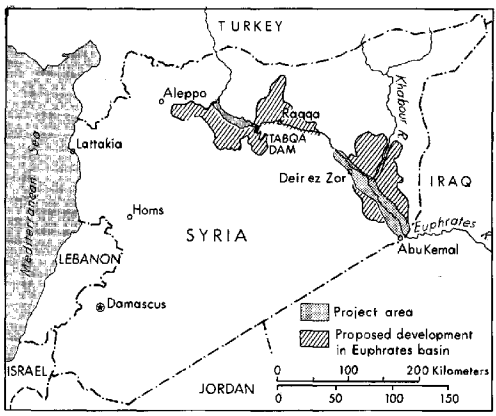 TURKEY
Aleppo
Raqqa
Khabour R.
TABQA
DAM
Lattakia
Mediterranean Sea
Deir ez Zor
IRAQ
Homs
Euphrates R.
SYRIA
Abu Kemal
LEBANON
Damascus
Project area
Proposed development
in Euphrates basin
ISRAEL
JORDAN
0 100 200 Kilometers
0 50 100 150